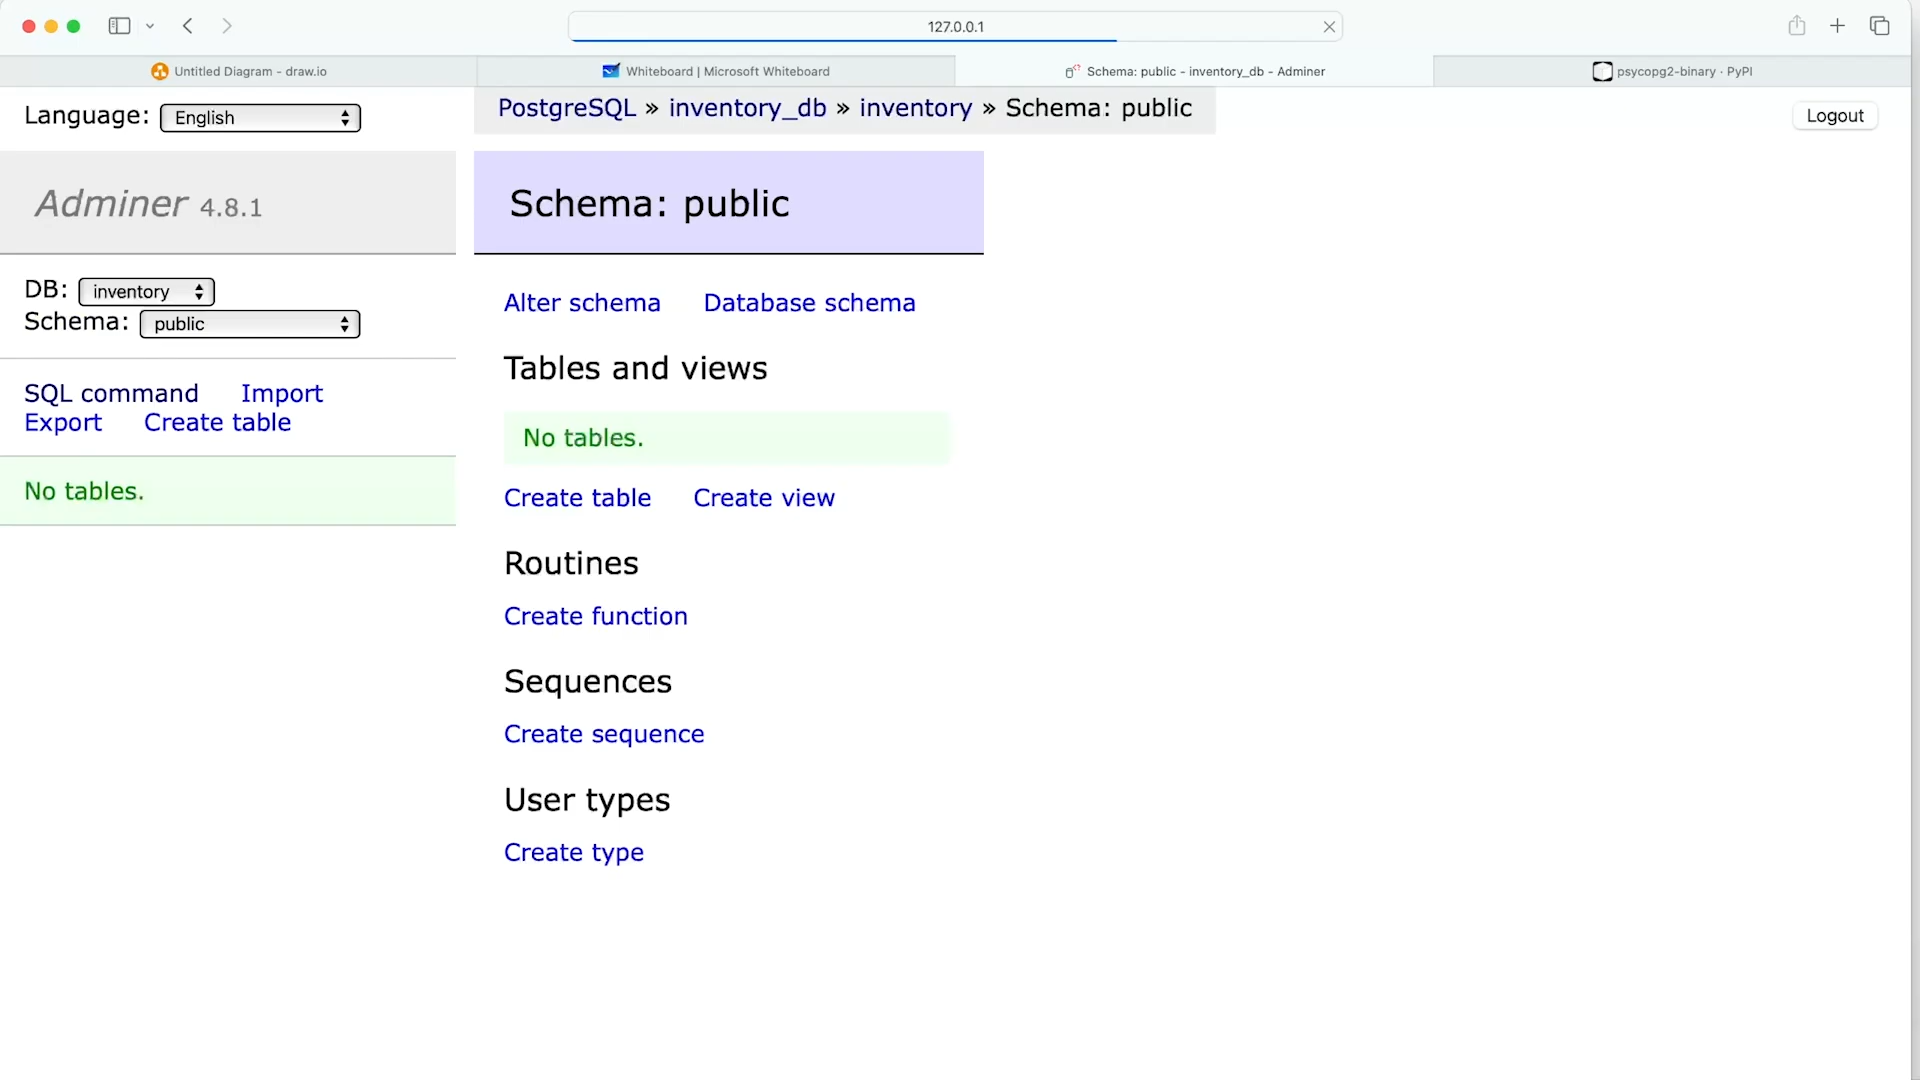 127.0.0.1
Untitled Diagram - draw.io
Whiteboard | Microsoft Whiteboard
Schema: public - inventory_db - Adminer
psycopg2-binary · PyPI
Language: English
PostgreSQL » inventory_db » inventory » Schema: public
Logout
Adminer 4.8.1
Schema: public
DB: inventory
Schema: public
SQL command Import
Export Create table
No tables.
Alter schema Database schema
Tables and views
No tables.
Create table Create view
Routines
Create function
Sequences
Create sequence
User types
Create type